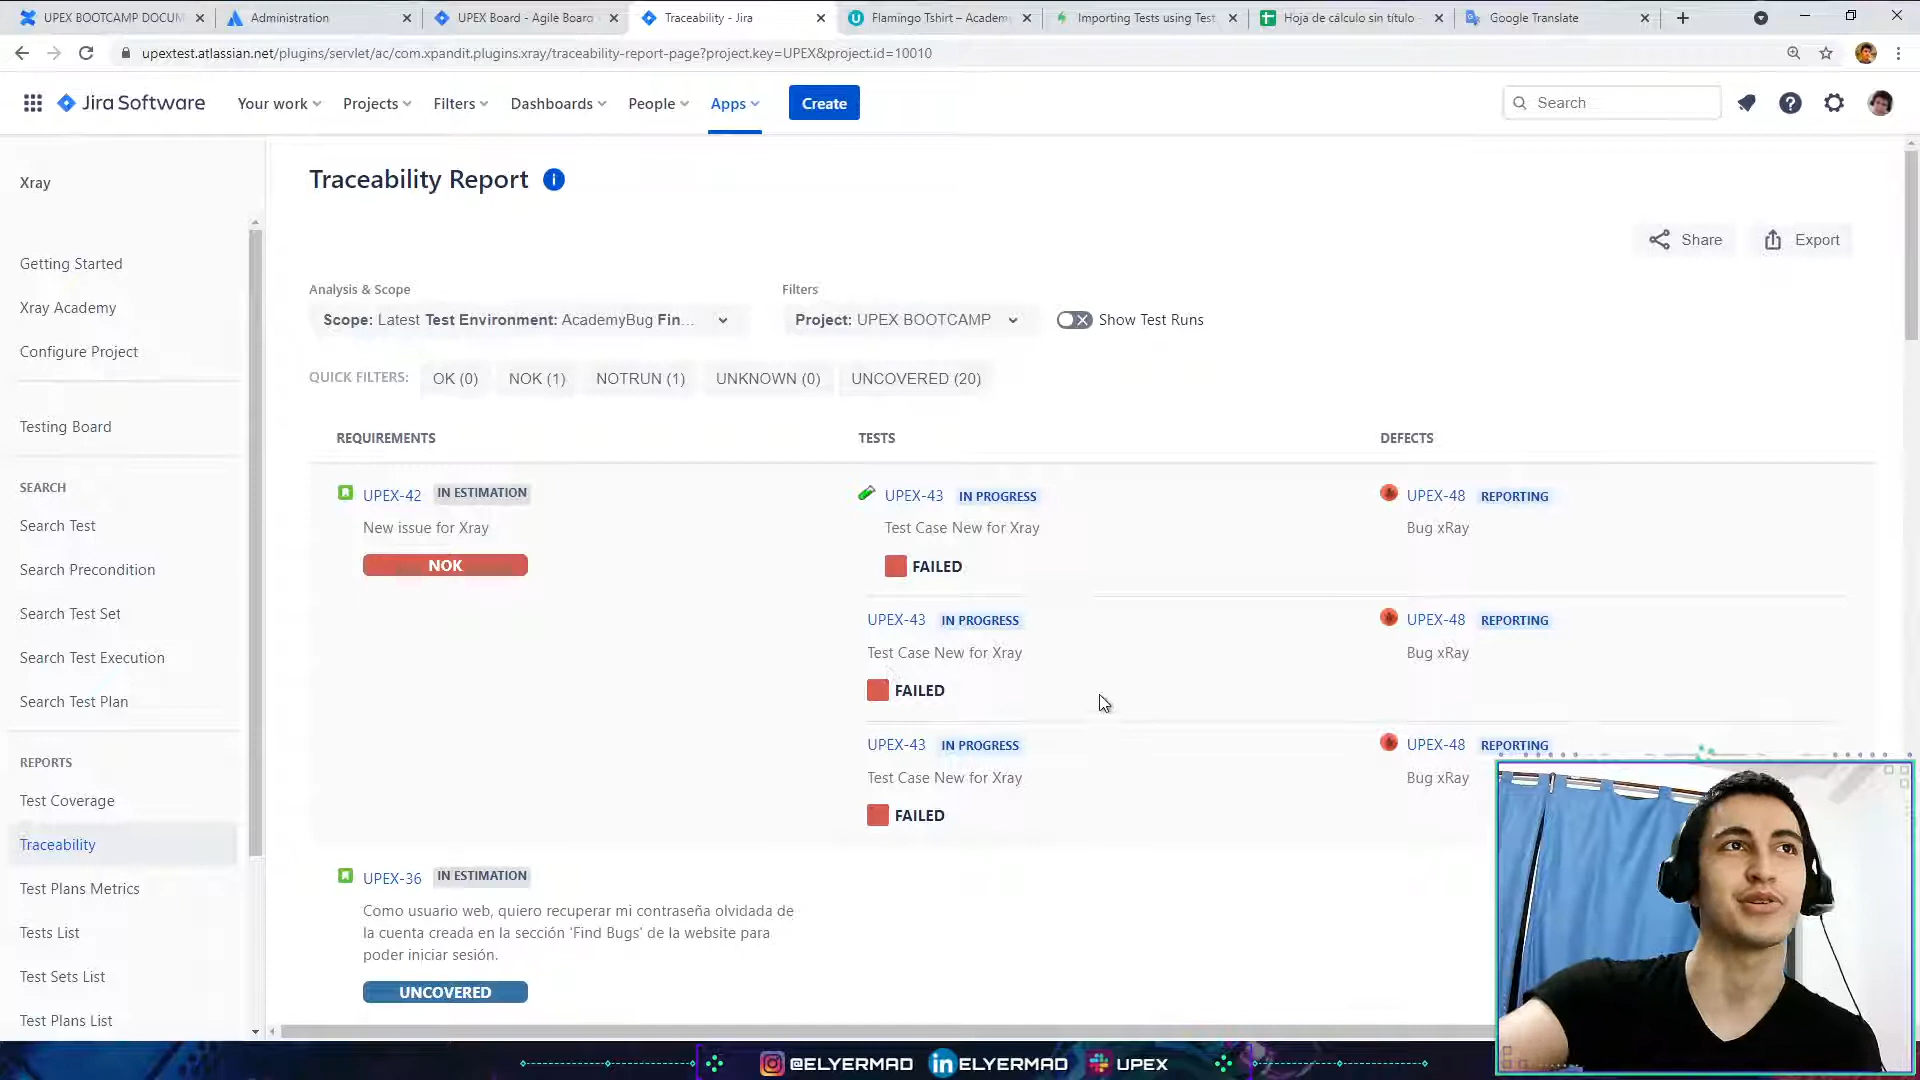 UPEX BOOTCAMP DOCUM
Administration
UPEX Board - Agile Board
Traceability - Jira
Flamingo Tshirt – Academ
Importing Tests using Test
Hoja de cálculo sin título -
Google Translate
upextest.atlassian.net/plugins/servlet/ac/com.xpandit.plugins.xray/traceability-report-page?project.key=UPEX&project.id=10010
Jira Software
Your work
Projects
Filters
Dashboards
People
Apps
Create
Search
Xray
Getting Started
Xray Academy
Configure Project
Testing Board
SEARCH
Search Test
Search Precondition
Search Test Set
Search Test Execution
Search Test Plan
REPORTS
Test Coverage
Traceability
Test Plans Metrics
Tests List
Test Sets List
Test Plans List
Traceability Report
Share
Export
Analysis & Scope
Filters
Scope: Latest Test Environment: AcademyBug Fin...
Project: UPEX BOOTCAMP
Show Test Runs
QUICK FILTERS:
OK (0)
NOK (1)
NOTRUN (1)
UNKNOWN (0)
UNCOVERED (20)
REQUIREMENTS
TESTS
DEFECTS
UPEX-42 IN ESTIMATION
New issue for Xray
NOK
UPEX-43 IN PROGRESS
Test Case New for Xray
FAILED
UPEX-48 REPORTING
Bug xRay
UPEX-43 IN PROGRESS
Test Case New for Xray
FAILED
UPEX-48 REPORTING
Bug xRay
UPEX-43 IN PROGRESS
Test Case New for Xray
FAILED
UPEX-48 REPORTING
Bug xRay
UPEX-36 IN ESTIMATION
Como usuario web, quiero recuperar mi contraseña olvidada de
la cuenta creada en la sección 'Find Bugs' de la website para
poder iniciar sesión.
UNCOVERED
@ELYERMAD
ELYERMAD
UPEX